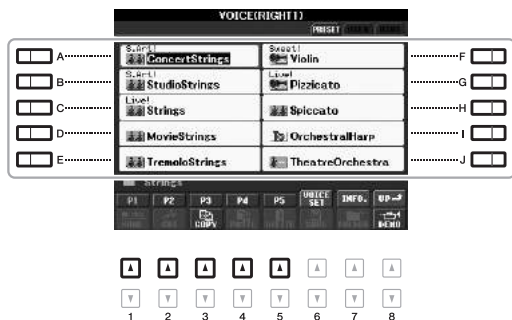 VOICE(RIGHT1)
PRESET
A
S.Art!
ConcertStrings
Sweet!
Violin
F
B
S.Art!
StudioStrings
Live!
Pizzicato
G
C
Live!
Strings
Spiccato
H
D
MovieStrings
OrchestralHarp
I
E
TremoloStrings
TheatreOrchestra
J
Strings
P1 P2 P3 P4 P5 VOICE SET INFO. UP
COPY DEMO
1 2 3 4 5 6 7 8